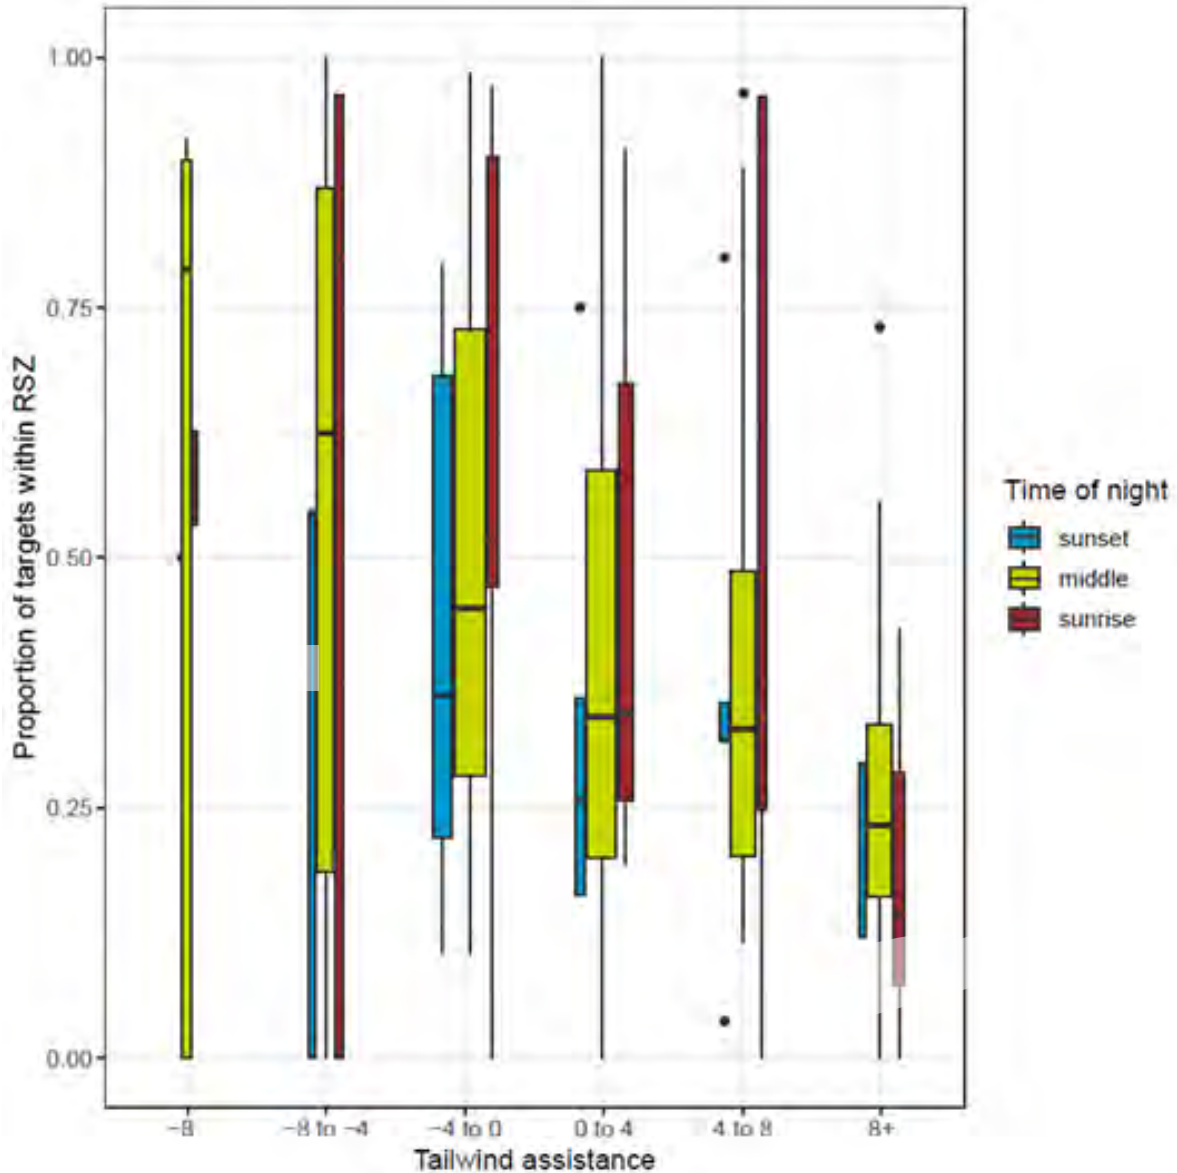 1.00
0.75
0.50
0.25
0.00
Proportion of targets within RSZ
−8
−8 to −4
−4 to 0
0 to 4
4 to 8
8+
Tailwind assistance
Time of night
sunset
middle
sunrise